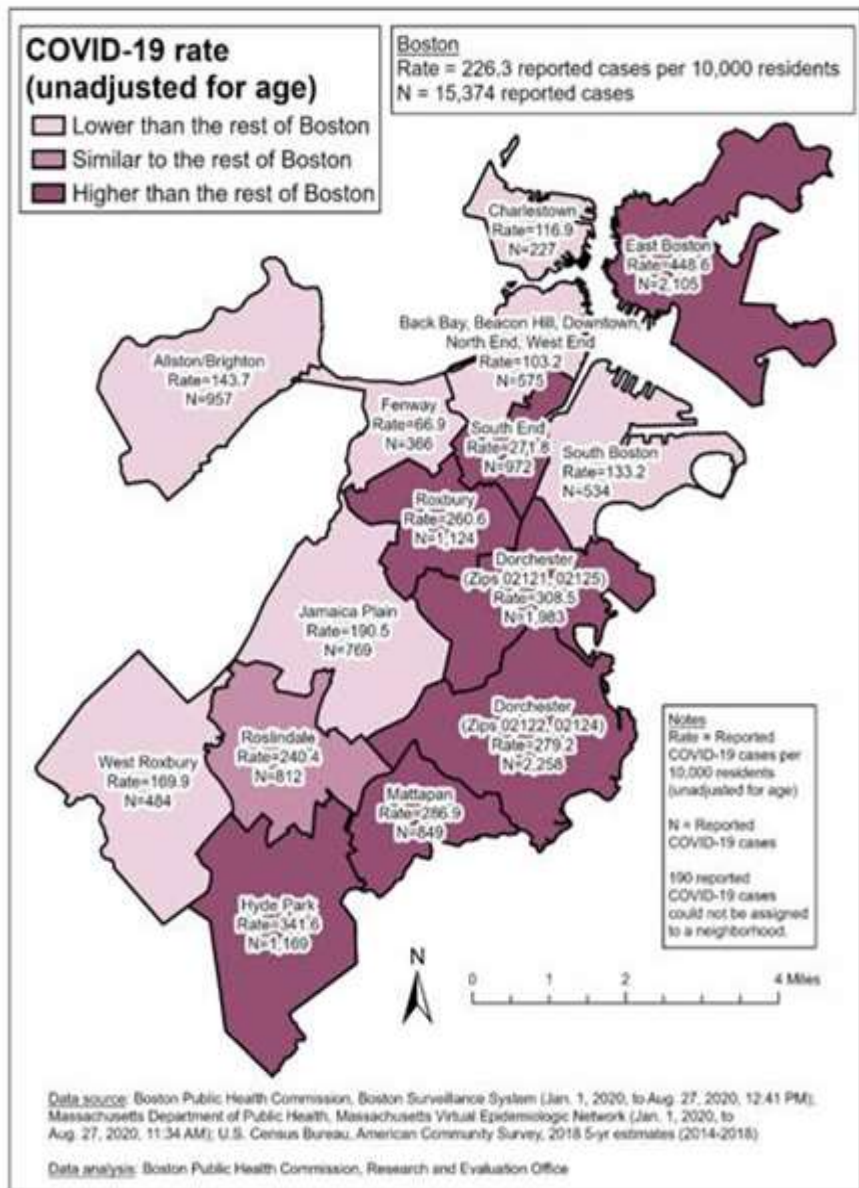 COVID-19 rate
(unadjusted for age)
Lower than the rest of Boston
Similar to the rest of Boston
Higher than the rest of Boston
Boston
Rate = 226.3 reported cases per 10,000 residents
N = 15,374 reported cases
Charlestown
Rate=116.9
N=227
East Boston
Rate=448.6
N=2,105
Back Bay, Beacon Hill, Downtown,
North End, West End
Rate=103.2
N=575
Allston/Brighton
Rate=143.7
N=957
Fenway
Rate=66.9
N=366
South End
Rate=271.8
N=972
South Boston
Rate=133.2
N=534
Roxbury
Rate=260.6
N=1,124
Dorchester
(Zips 02121, 02125)
Rate=308.5
N=1,983
Jamaica Plain
Rate=190.5
N=769
Dorchester
(Zips 02122, 02124)
Rate=279.2
N=2,258
Roslindale
Rate=240.4
N=812
West Roxbury
Rate=169.9
N=484
Mattapan
Rate=286.9
N=849
Hyde Park
Rate=341.6
N=1,169
Notes
Rate = Reported
COVID-19 cases per
10,000 residents
(unadjusted for age)
N = Reported
COVID-19 cases
190 reported
COVID-19 cases
could not be assigned
to a neighborhood.
N
0 1 2 4 Miles
Data source: Boston Public Health Commission, Boston Surveillance System (Jan. 1, 2020, to Aug. 27, 2020, 12:41 PM);
Massachusetts Department of Public Health, Massachusetts Virtual Epidemiologic Network (Jan. 1, 2020, to
Aug. 27, 2020, 11:34 AM); U.S. Census Bureau, American Community Survey, 2018 5-yr estimates (2014-2018)
Data analysis: Boston Public Health Commission, Research and Evaluation Office